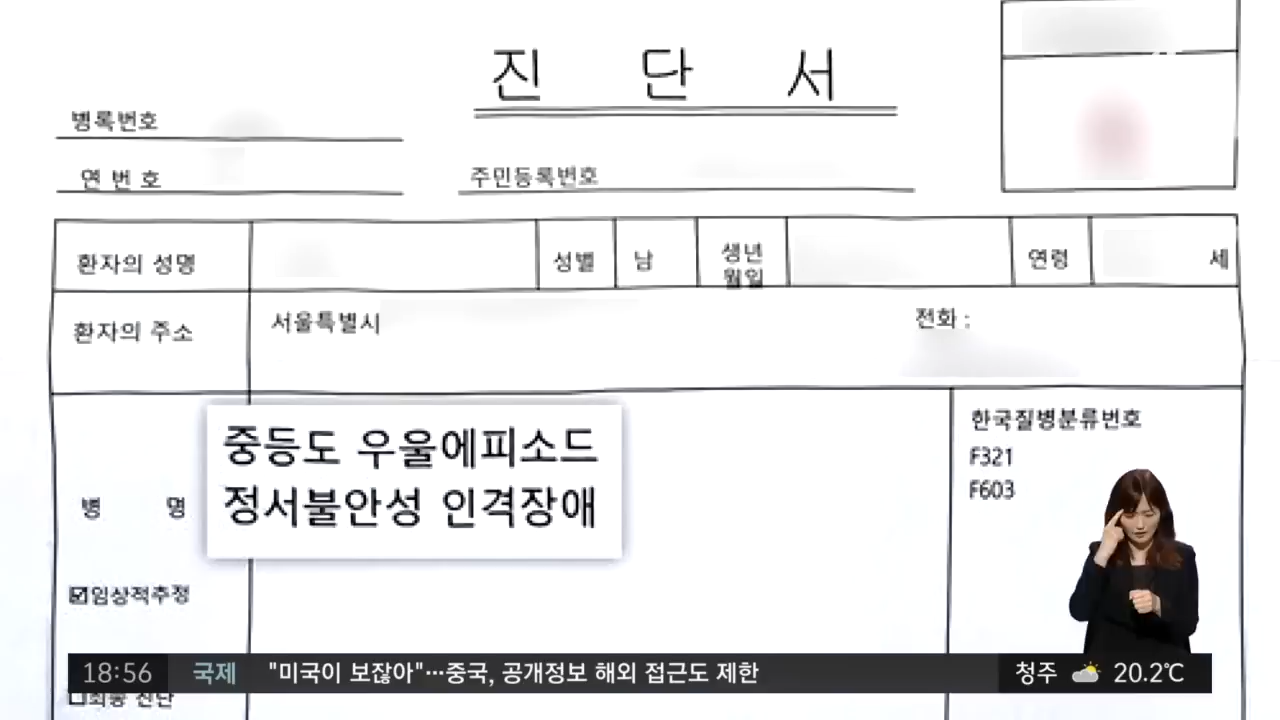 진 단 서
병록번호
연 번 호
주민등록번호
환자의 성명
성별
남
생년
월일
연령
세
환자의 주소
서울특별시
전화 :
한국질병분류번호
F321
F603
병 명
중등도 우울에피소드
정서불안성 인격장애
☑임상적추정
□최종 진단
18:56 국제 "미국이 보잖아"…중국, 공개정보 해외 접근도 제한 청주 20.2℃